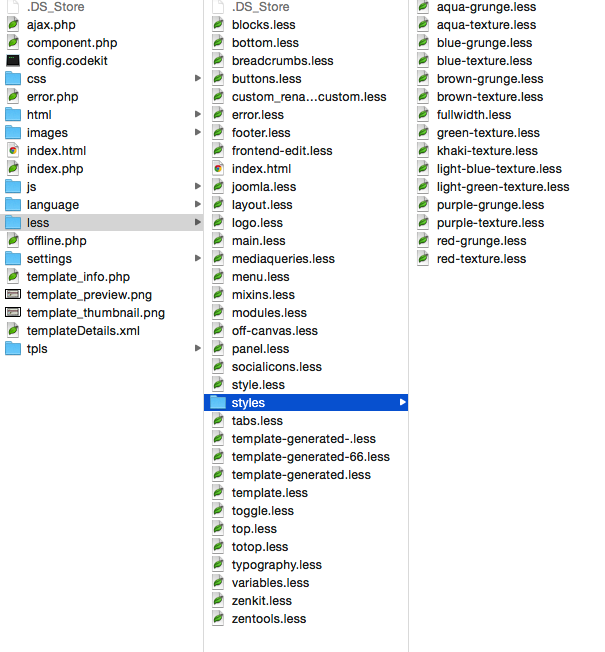 .DS_Store
ajax.php
component.php
config.codekit
css
error.php
html
images
index.html
index.php
js
language
less
offline.php
settings
template_info.php
template_preview.png
template_thumbnail.png
templateDetails.xml
tpls
.DS_Store
blocks.less
bottom.less
breadcrumbs.less
buttons.less
custom_rena...custom.less
error.less
footer.less
frontend-edit.less
index.html
joomla.less
layout.less
logo.less
main.less
mediaqueries.less
menu.less
mixins.less
modules.less
off-canvas.less
panel.less
socialicons.less
style.less
styles
tabs.less
template-generated-.less
template-generated-66.less
template-generated.less
template.less
toggle.less
top.less
totop.less
typography.less
variables.less
zenkit.less
zentools.less
aqua-grunge.less
aqua-texture.less
blue-grunge.less
blue-texture.less
brown-grunge.less
brown-texture.less
fullwidth.less
green-texture.less
khaki-texture.less
light-blue-texture.less
light-green-texture.less
purple-grunge.less
purple-texture.less
red-grunge.less
red-texture.less